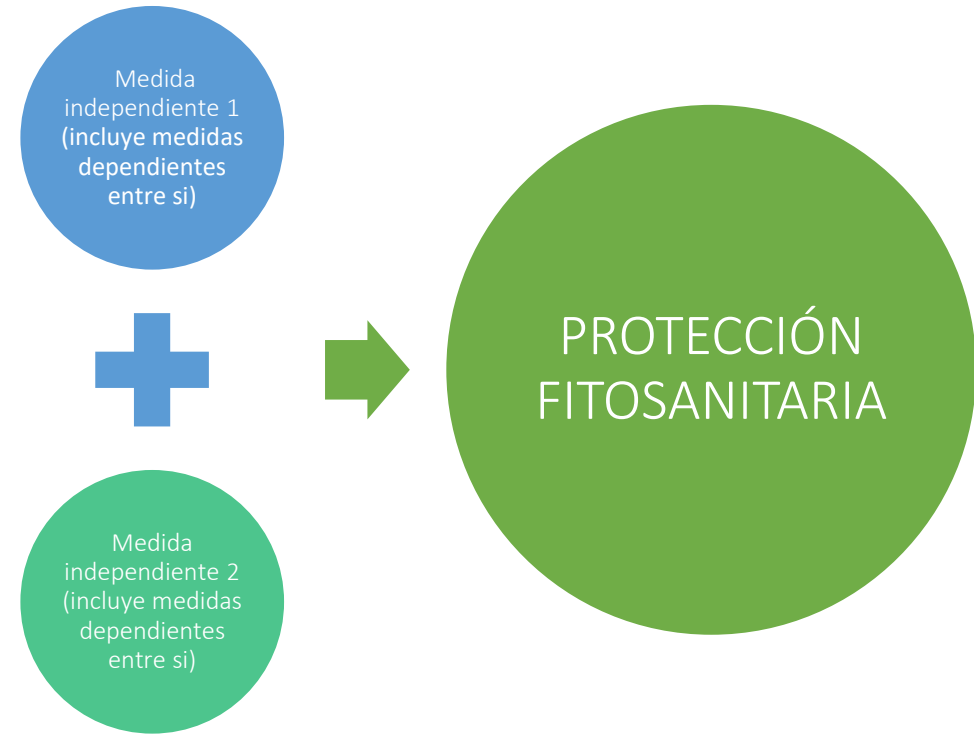 Medida
independiente 1
(incluye medidas
dependientes
entre si)
Medida
independiente 2
(incluye medidas
dependientes
entre si)
PROTECCIÓN
FITOSANITARIA